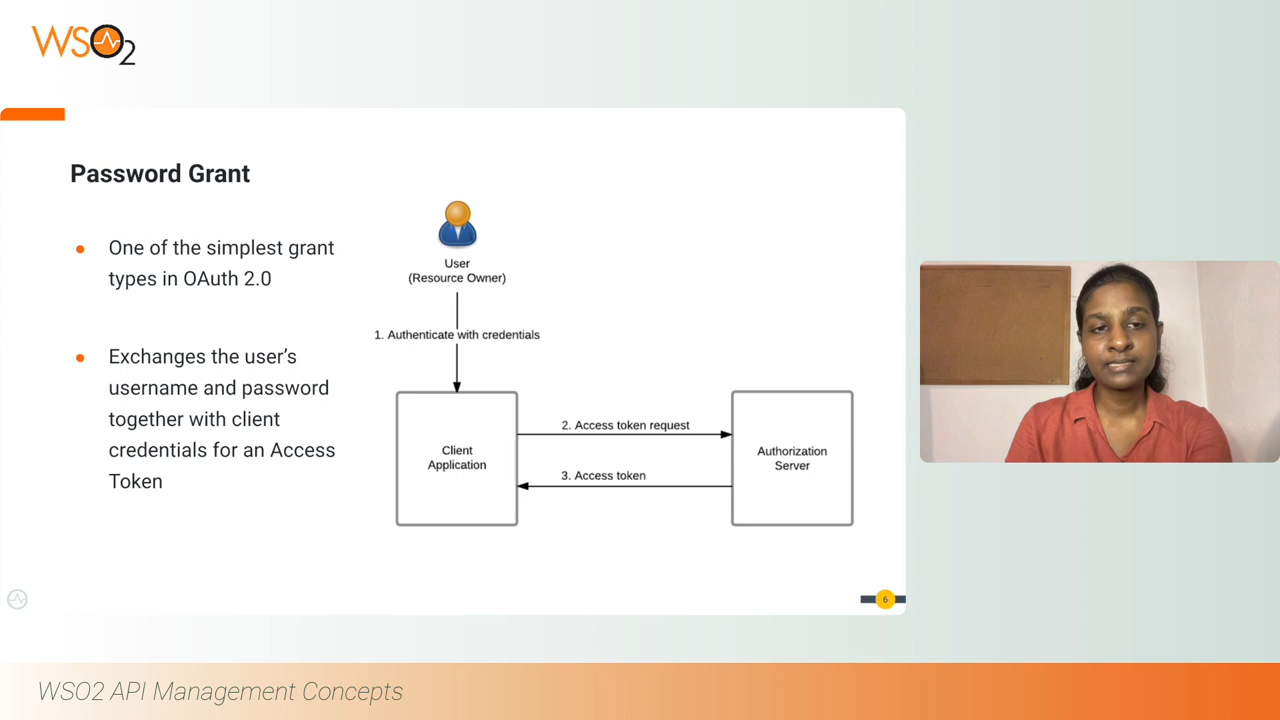 WSO2
Password Grant
One of the simplest grant
types in OAuth 2.0
Exchanges the user’s
username and password
together with client
credentials for an Access
Token
User
(Resource Owner)
1. Authenticate with credentials
Client
Application
2. Access token request
3. Access token
Authorization
Server
6
WSO2 API Management Concepts